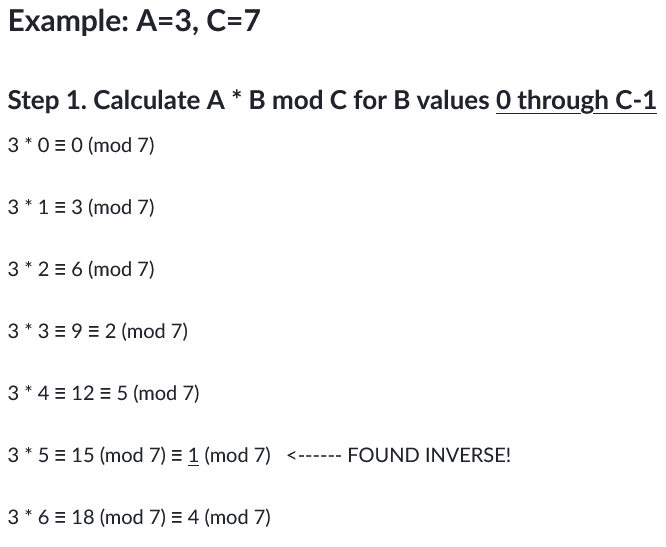 Example: A=3, C=7
Step 1. Calculate A * B mod C for B values 0 through C-1
3 * 0 ≡ 0 (mod 7)
3 * 1 ≡ 3 (mod 7)
3 * 2 ≡ 6 (mod 7)
3 * 3 ≡ 9 ≡ 2 (mod 7)
3 * 4 ≡ 12 ≡ 5 (mod 7)
3 * 5 ≡ 15 (mod 7) ≡ 1 (mod 7) <------ FOUND INVERSE!
3 * 6 ≡ 18 (mod 7) ≡ 4 (mod 7)